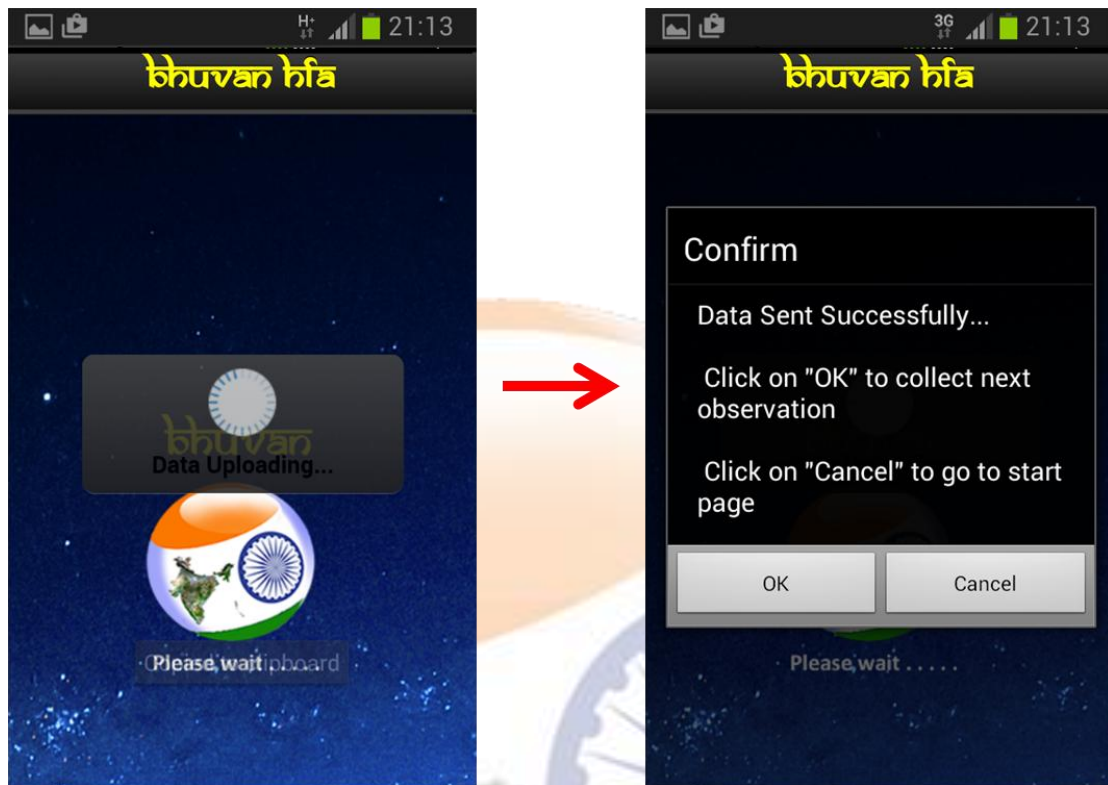 H+ 21:13
bhuvan hfa
bhuvan
Data Uploading...
Please wait . . . . .
3G 21:13
bhuvan hfa
Confirm
Data Sent Successfully...
Click on "OK" to collect next
observation
Click on "Cancel" to go to start
page
OK Cancel
Please wait . . . . .